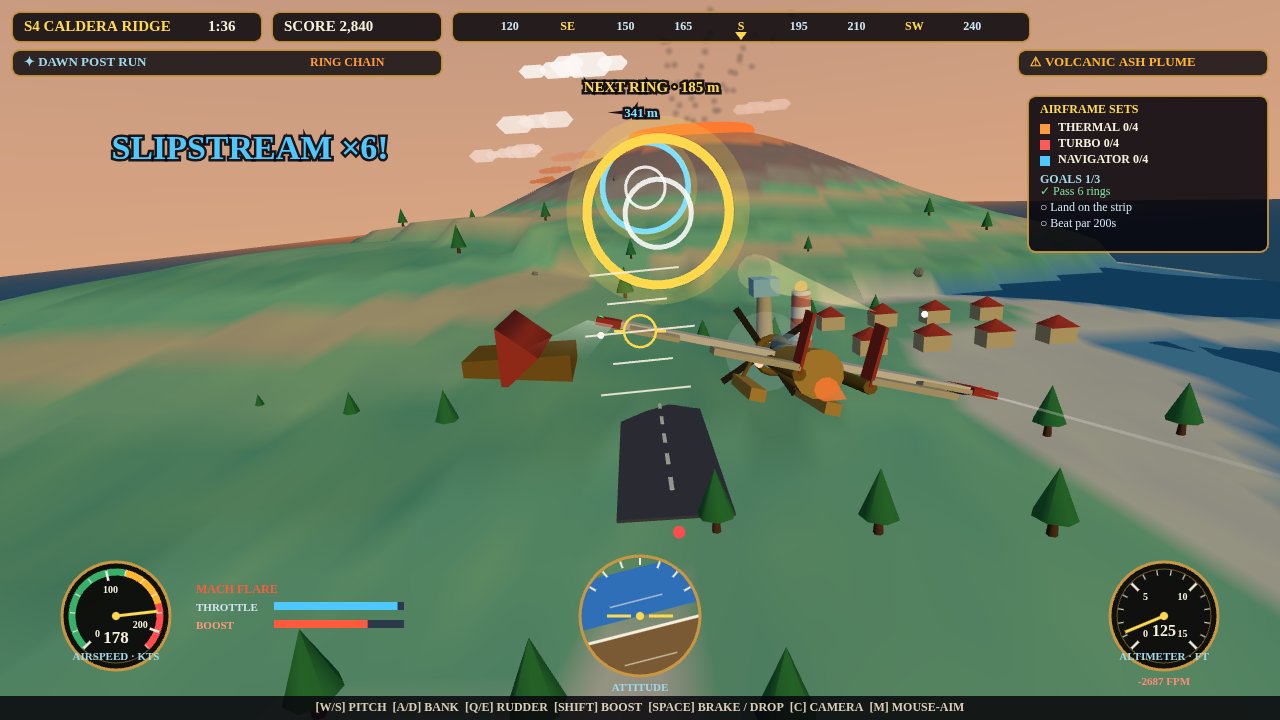 S4 CALDERA RIDGE 1:36
SCORE 2,840
120 SE 150 165 S 195 210 SW 240
✦ DAWN POST RUN RING CHAIN
⚠ VOLCANIC ASH PLUME
NEXT RING • 185 m
341 m
SLIPSTREAM ×6!
AIRFRAME SETS
THERMAL 0/4
TURBO 0/4
NAVIGATOR 0/4
GOALS 1/3
✓ Pass 6 rings
○ Land on the strip
○ Beat par 200s
100
200
0 178
AIRSPEED · KTS
MACH FLARE
THROTTLE
BOOST
ATTITUDE
5 10
0 125 15
ALTIMETER · FT
-2687 FPM
[W/S] PITCH [A/D] BANK [Q/E] RUDDER [SHIFT] BOOST [SPACE] BRAKE / DROP [C] CAMERA [M] MOUSE-AIM